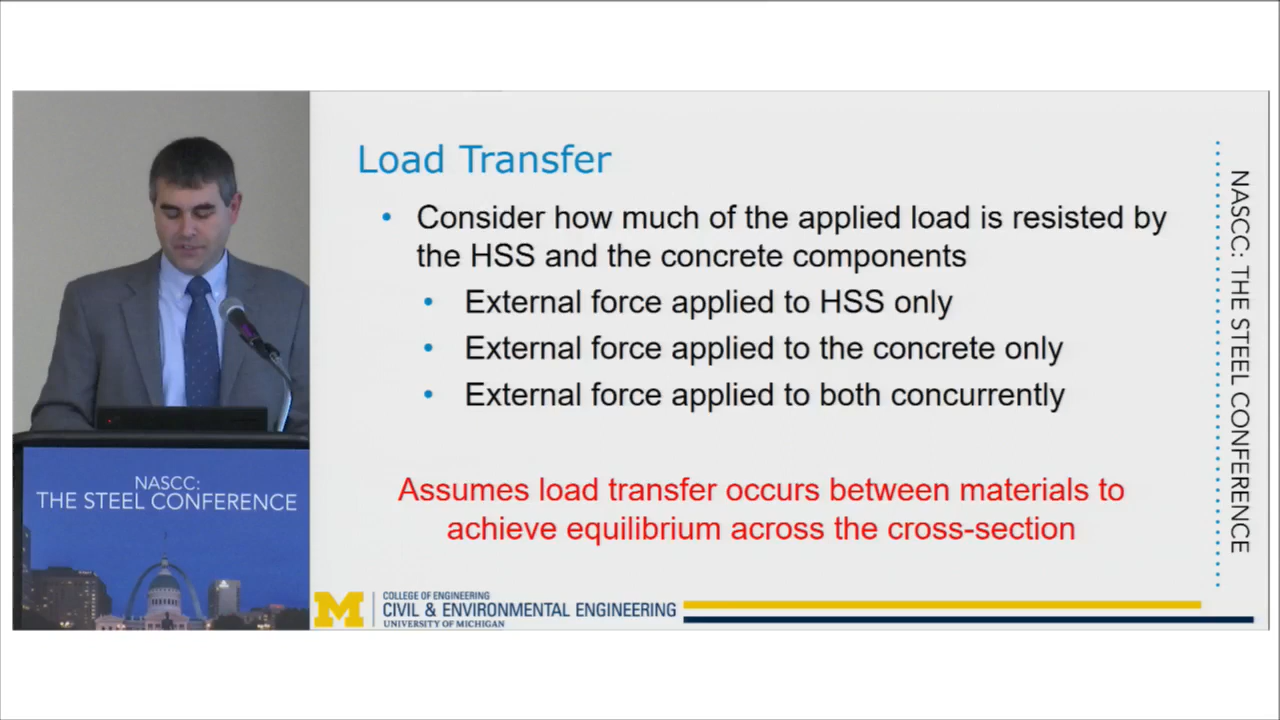 Load Transfer
• Consider how much of the applied load is resisted by
the HSS and the concrete components
• External force applied to HSS only
• External force applied to the concrete only
• External force applied to both concurrently
Assumes load transfer occurs between materials to
achieve equilibrium across the cross-section
NASCC: THE STEEL CONFERENCE
NASCC:
THE STEEL CONFERENCE
M
COLLEGE OF ENGINEERING
CIVIL & ENVIRONMENTAL ENGINEERING
UNIVERSITY OF MICHIGAN